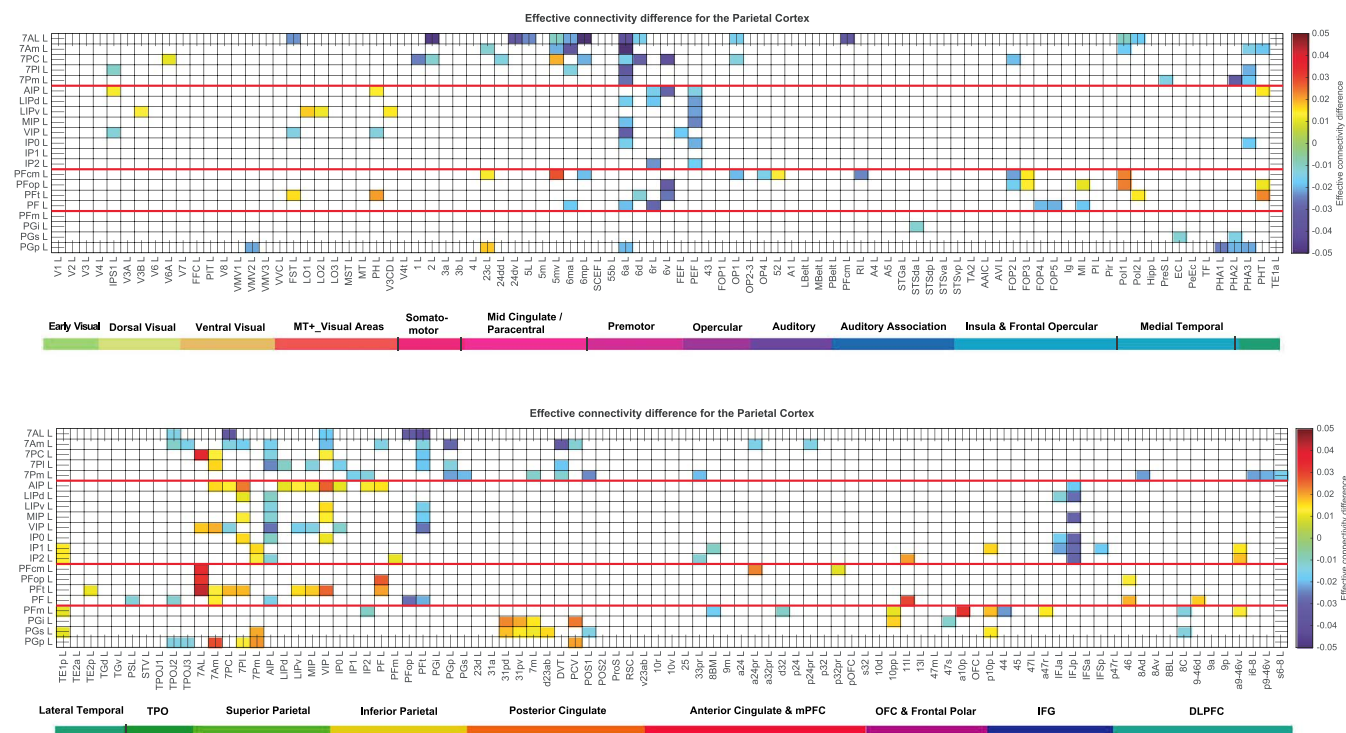 Effective connectivity difference for the Parietal Cortex
7AL L
7Am L
7PC L
7Pl L
7Pm L
AIP L
LIPd L
LIPv L
MIP L
VIP L
IP0 L
IP1 L
IP2 L
PFcm L
PFop L
PFt L
PF L
PFm L
PGi L
PGs L
PGp L
0.05
0.04
0.03
0.02
0.01
0
-0.01
-0.02
-0.03
-0.04
-0.05
Effective connectivity difference
V1 L
V2 L
V3 L
V4 L
IPS1 L
V3A L
V3B L
V6 L
V6A L
V7 L
FFC L
PIT L
V8 L
VMV1 L
VMV2 L
VMV3 L
VVC L
FST L
LO1 L
LO2 L
LO3 L
MST L
MT L
PH L
V3CD L
V4t L
1 L
2 L
3a L
3b L
4 L
23c L
24dd L
24dv L
5L L
5m L
5mv L
6ma L
6mp L
SCEF L
55b L
6a L
6d L
6r L
6v L
FEF L
PEF L
43 L
FOP1 L
OP1 L
OP2-3 L
OP4 L
52 L
A1 L
LBelt L
MBelt L
PBelt L
PFcm L
RI L
A4 L
A5 L
STGa L
STSda L
STSdp L
STSva L
STSvp L
TA2 L
AAIC L
AVI L
FOP2 L
FOP3 L
FOP4 L
FOP5 L
Ig L
MI L
PI L
Pir L
PoI1 L
PoI2 L
Hipp L
PreS L
EC L
PeEc L
TF L
PHA1 L
PHA2 L
PHA3 L
PHT L
TE1a L
Early Visual
Dorsal Visual
Ventral Visual
MT+_Visual Areas
Somato-
motor
Mid Cingulate /
Paracentral
Premotor
Opercular
Auditory
Auditory Association
Insula & Frontal Opercular
Medial Temporal
Effective connectivity difference for the Parietal Cortex
7AL L
7Am L
7PC L
7Pl L
7Pm L
AIP L
LIPd L
LIPv L
MIP L
VIP L
IP0 L
IP1 L
IP2 L
PFcm L
PFop L
PFt L
PF L
PFm L
PGi L
PGs L
PGp L
0.05
0.04
0.03
0.02
0.01
0
-0.01
-0.02
-0.03
-0.04
-0.05
Effective connectivity difference
TE1p L
TE2a L
TE2p L
TGd L
TGv L
PSL L
STV L
TPOJ1 L
TPOJ2 L
TPOJ3 L
7AL L
7Am L
7PC L
7Pl L
7Pm L
AIP L
LIPd L
LIPv L
MIP L
VIP L
IP0 L
IP1 L
IP2 L
PF L
PFm L
PFop L
PFt L
PGi L
PGp L
PGs L
23d L
31a L
31pd L
31pv L
7m L
d23ab L
DVT L
PCV L
POS1 L
POS2 L
ProS L
RSC L
v23ab L
10r L
10v L
25 L
33pr L
8BM L
9m L
a24 L
a24pr L
a32pr L
d32 L
p24 L
p24pr L
p32 L
p32pr L
pOFC L
s32 L
10d L
10pp L
11l L
13l L
47m L
47s L
a10p L
OFC L
p10p L
44 L
45 L
47l L
a47r L
IFJa L
IFJp L
IFSa L
IFSp L
p47r L
46 L
8Ad L
8Av L
8BL L
8C L
9-46d L
9a L
9p L
a9-46v L
i6-8 L
p9-46v L
s6-8 L
Lateral Temporal
TPO
Superior Parietal
Inferior Parietal
Posterior Cingulate
Anterior Cingulate & mPFC
OFC & Frontal Polar
IFG
DLPFC